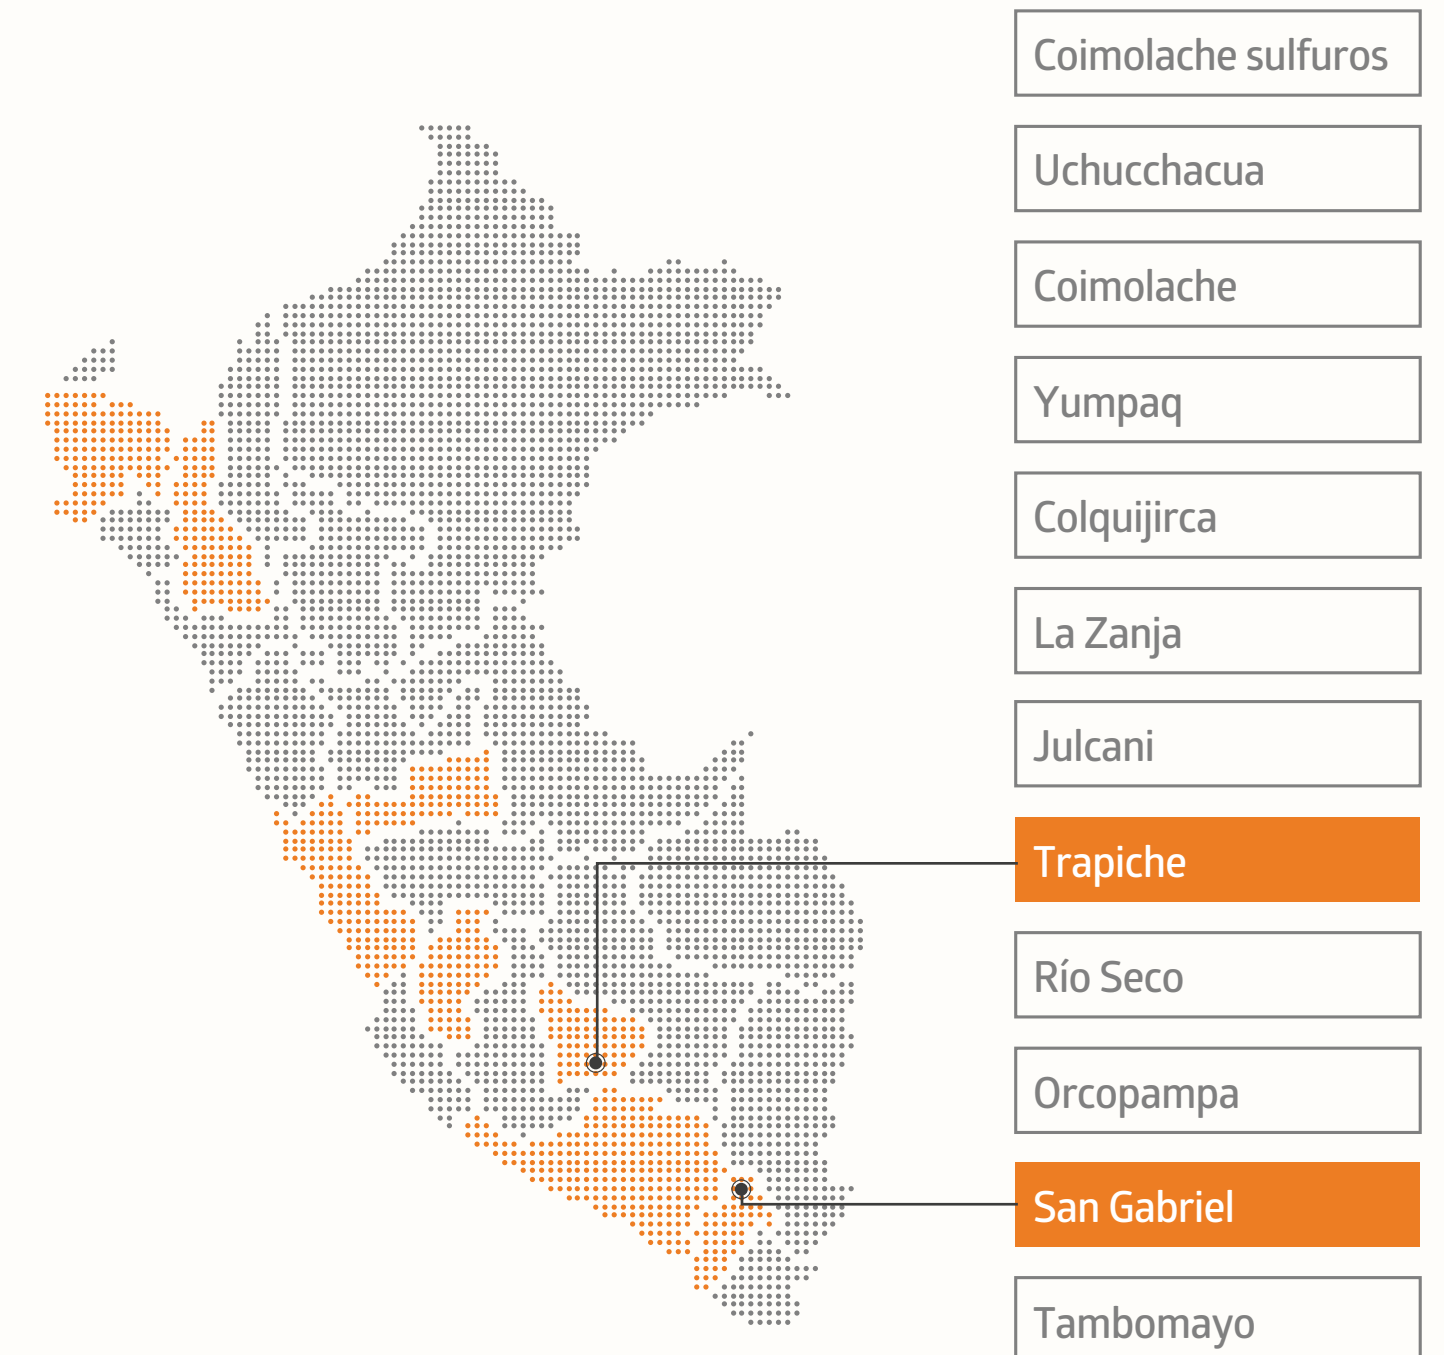 Coimolache sulfuros
Uchucchacua
Coimolache
Yumpaq
Colquijirca
La Zanja
Julcani
Trapiche
Río Seco
Orcopampa
San Gabriel
Tambomayo